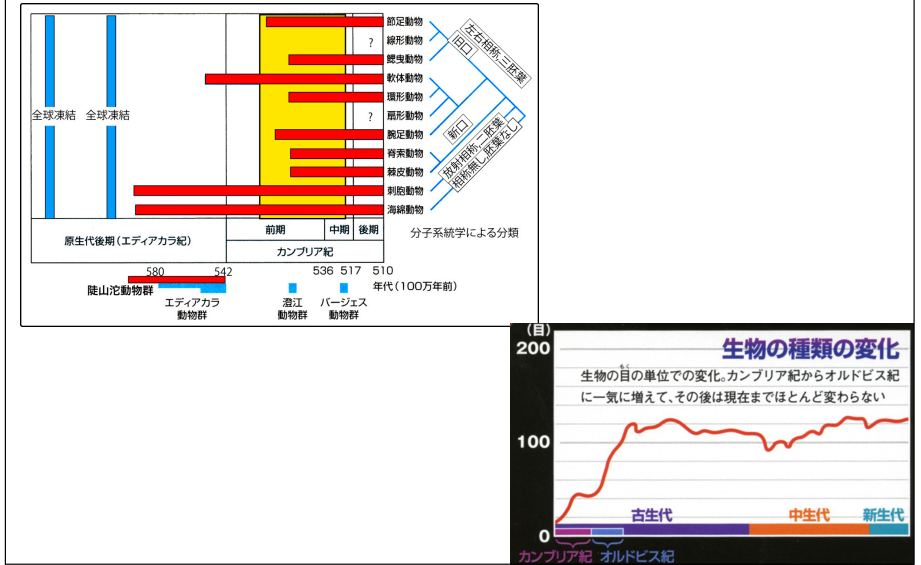 節足動物
線形動物
?
鰓曳動物
軟体動物
環形動物
扇形動物
?
腕足動物
脊索動物
棘皮動物
刺胞動物
海綿動物
左右相称,三胚葉
旧口
新口
放射相称,二胚葉
相称無し,胚葉なし
全球凍結
全球凍結
原生代後期(エディアカラ紀)
前期
中期
後期
カンブリア紀
分子系統学による分類
580
542
536
517
510
年代(100万年前)
陡山沱動物群
エディアカラ
動物群
澄江
動物群
バージェス
動物群
(目)
200
100
0
生物の種類の変化
もく
生物の目の単位での変化。カンブリア紀からオルドビス紀
に一気に増えて、その後は現在までほとんど変わらない
古生代
中生代
新生代
カンブリア紀
オルドビス紀